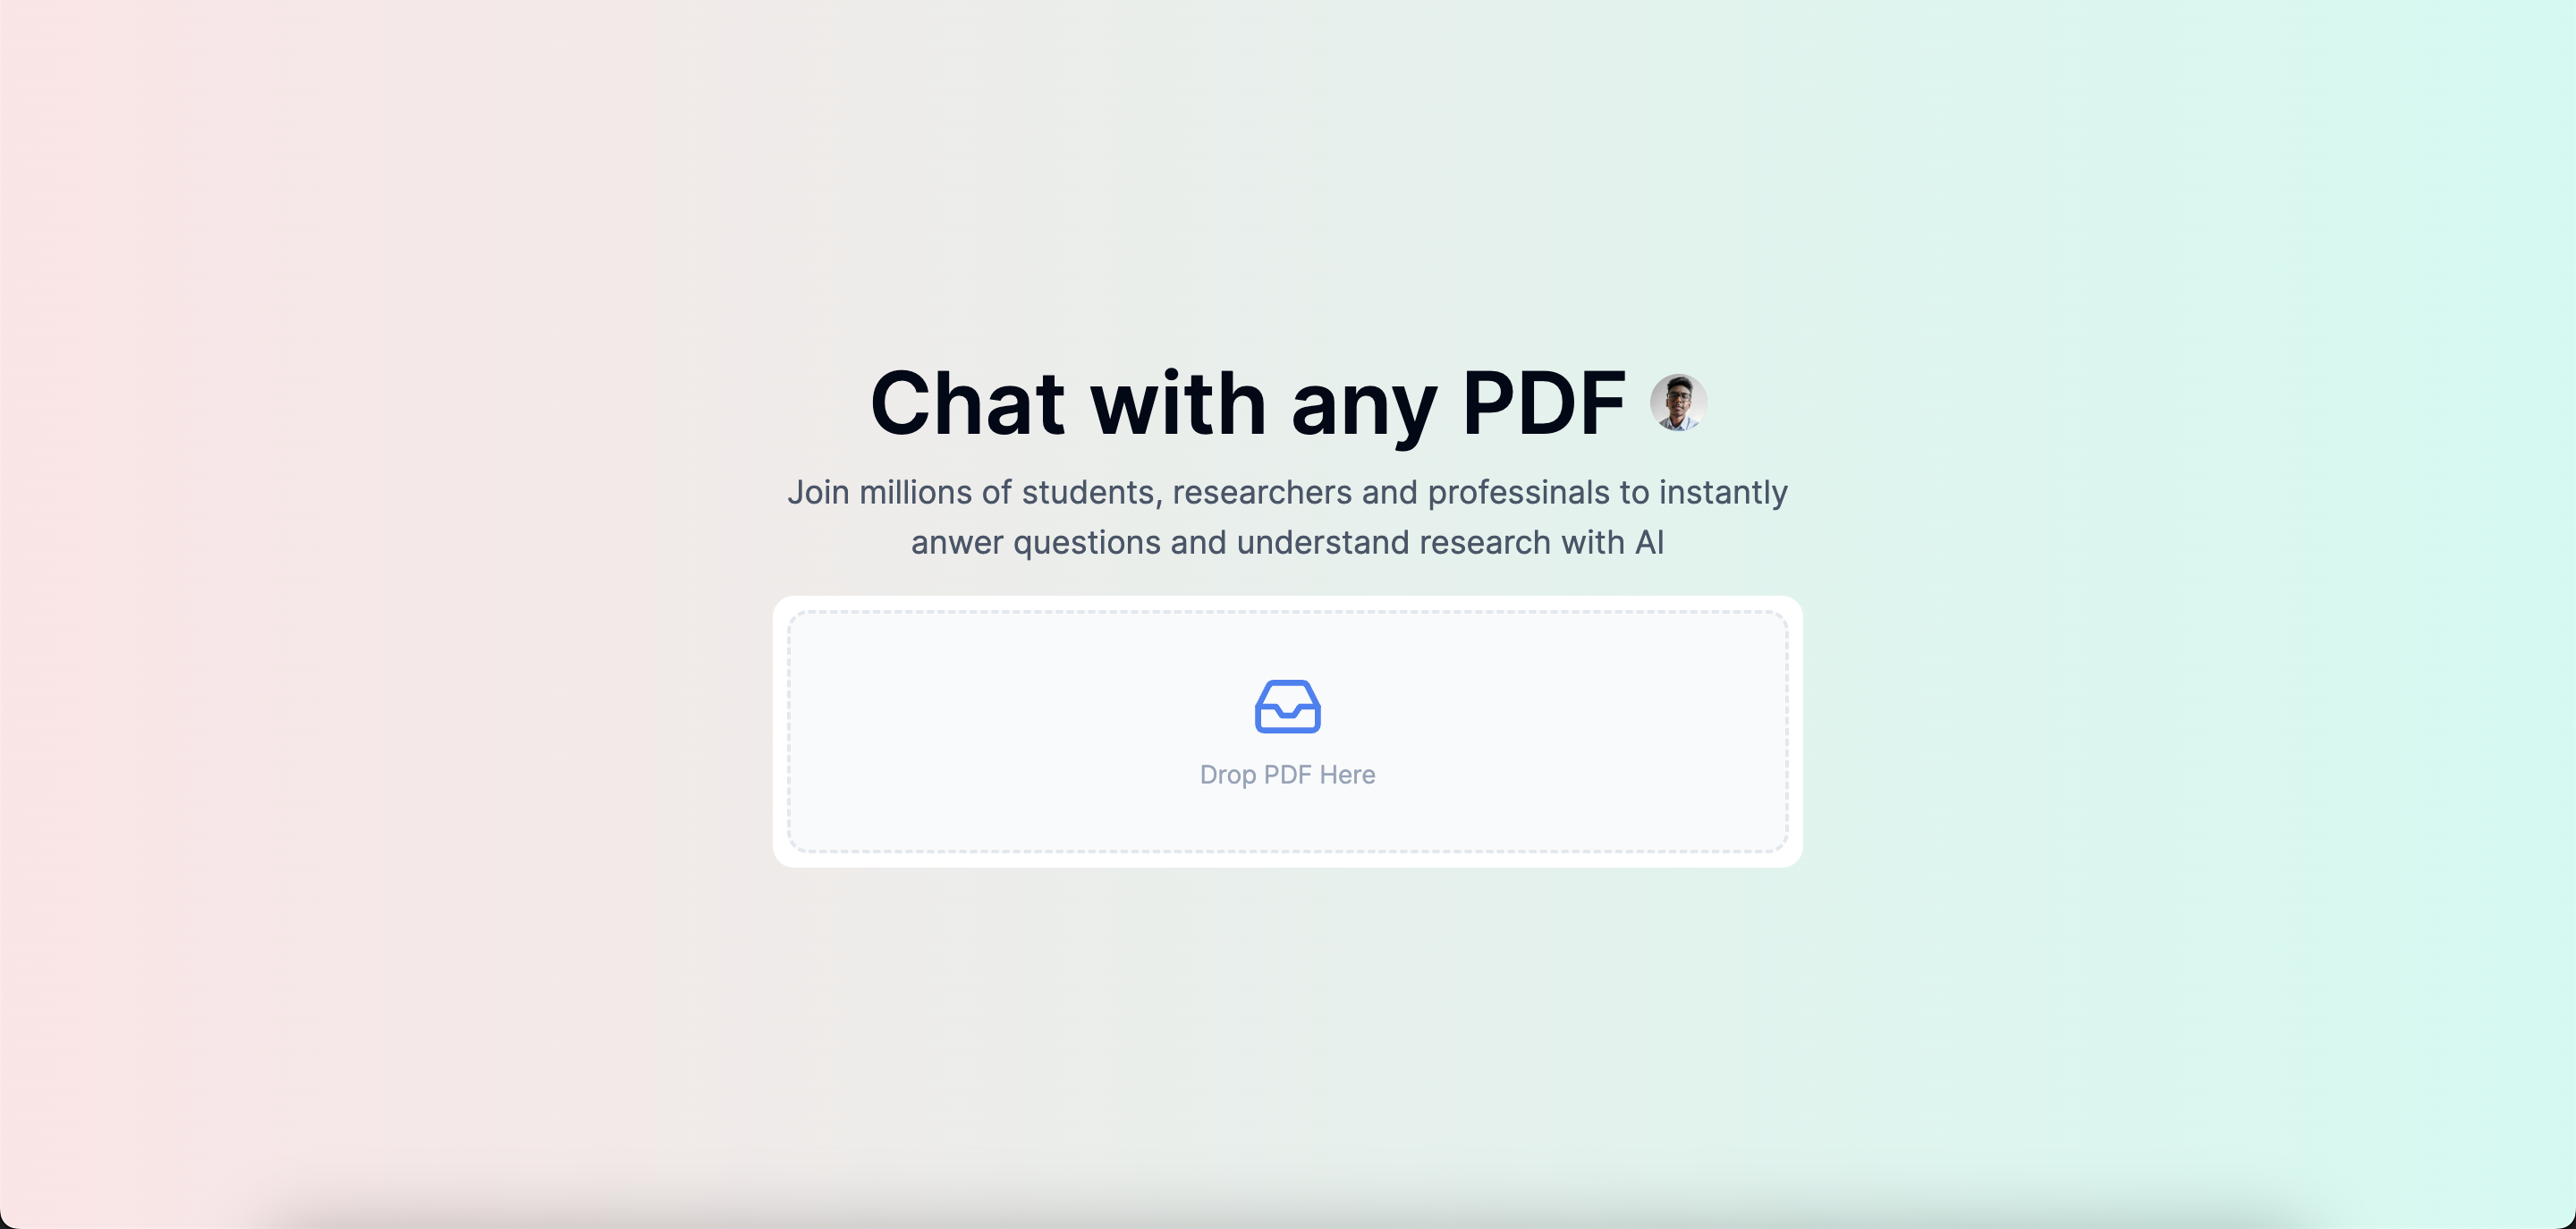 Chat with any PDF
Join millions of students, researchers and professinals to instantly
anwer questions and understand research with AI
Drop PDF Here